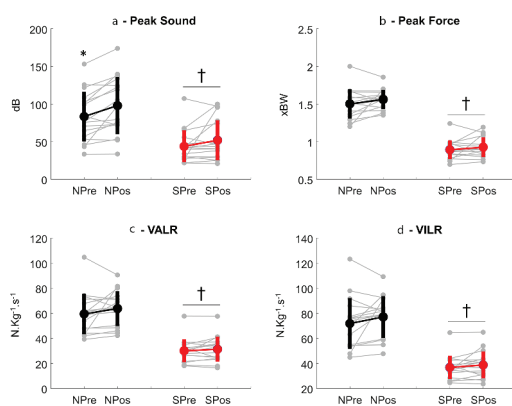 a - Peak Sound
200
150
100
50
0
dB
*
†
NPre NPos SPre SPos
b - Peak Force
2
1.5
1
0.5
xBW
†
NPre NPos SPre SPos
c - VALR
120
100
80
60
40
20
0
N.Kg⁻¹.s⁻¹
†
NPre NPos SPre SPos
d - VILR
140
120
100
80
60
40
20
N.Kg⁻¹.s⁻¹
†
NPre NPos SPre SPos